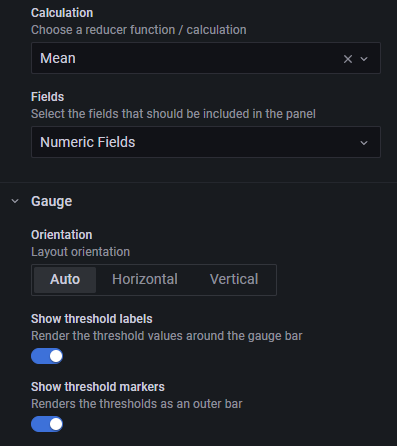 Calculation
Choose a reducer function / calculation
Mean
Fields
Select the fields that should be included in the panel
Numeric Fields
Gauge
Orientation
Layout orientation
Auto Horizontal Vertical
Show threshold labels
Render the threshold values around the gauge bar
Show threshold markers
Renders the thresholds as an outer bar